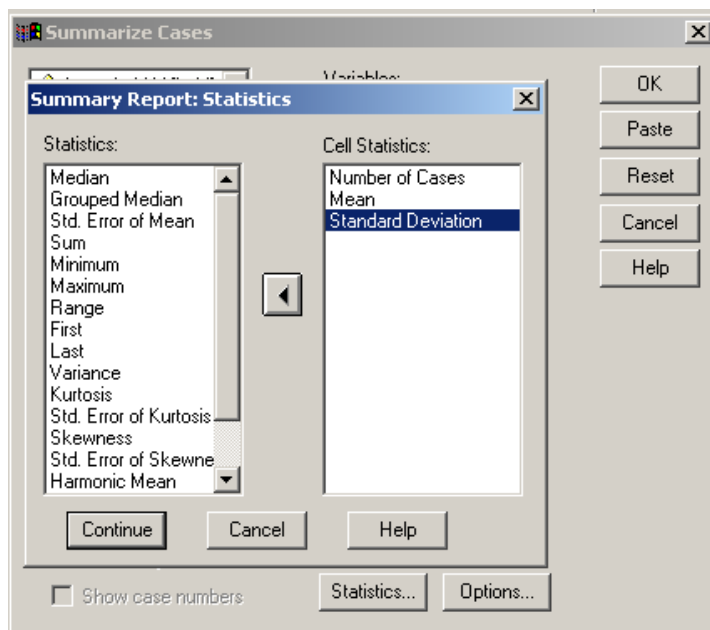 Summarize Cases
Variables:
OK
Paste
Reset
Cancel
Help
Summary Report: Statistics
Statistics:
Median
Grouped Median
Std. Error of Mean
Sum
Minimum
Maximum
Range
First
Last
Variance
Kurtosis
Std. Error of Kurtosis
Skewness
Std. Error of Skewne
Harmonic Mean
Cell Statistics:
Number of Cases
Mean
Standard Deviation
Continue
Cancel
Help
Show case numbers
Statistics...
Options...